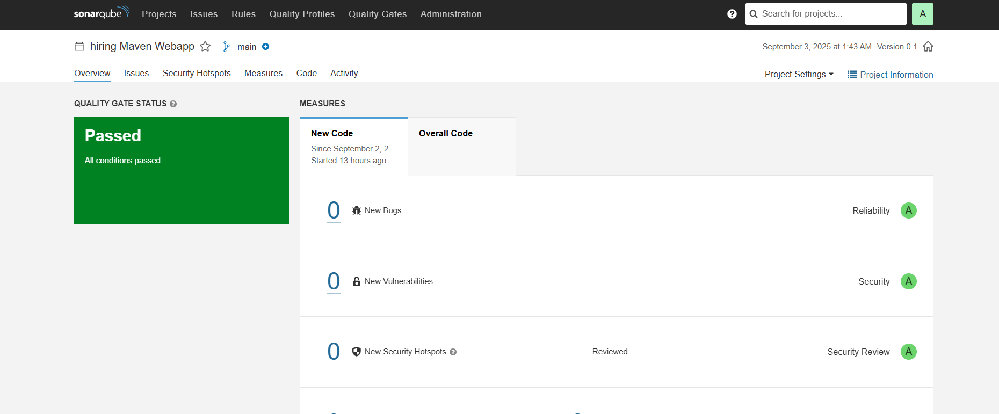 sonarqube Projects Issues Rules Quality Profiles Quality Gates Administration ? Search for projects... A
hiring Maven Webapp main September 3, 2025 at 1:43 AM Version 0.1
Overview Issues Security Hotspots Measures Code Activity Project Settings Project Information
QUALITY GATE STATUS ? MEASURES
Passed
All conditions passed.
New Code
Since September 2, 2...
Started 13 hours ago
Overall Code
0 New Bugs Reliability A
0 New Vulnerabilities Security A
0 New Security Hotspots ? — Reviewed Security Review A